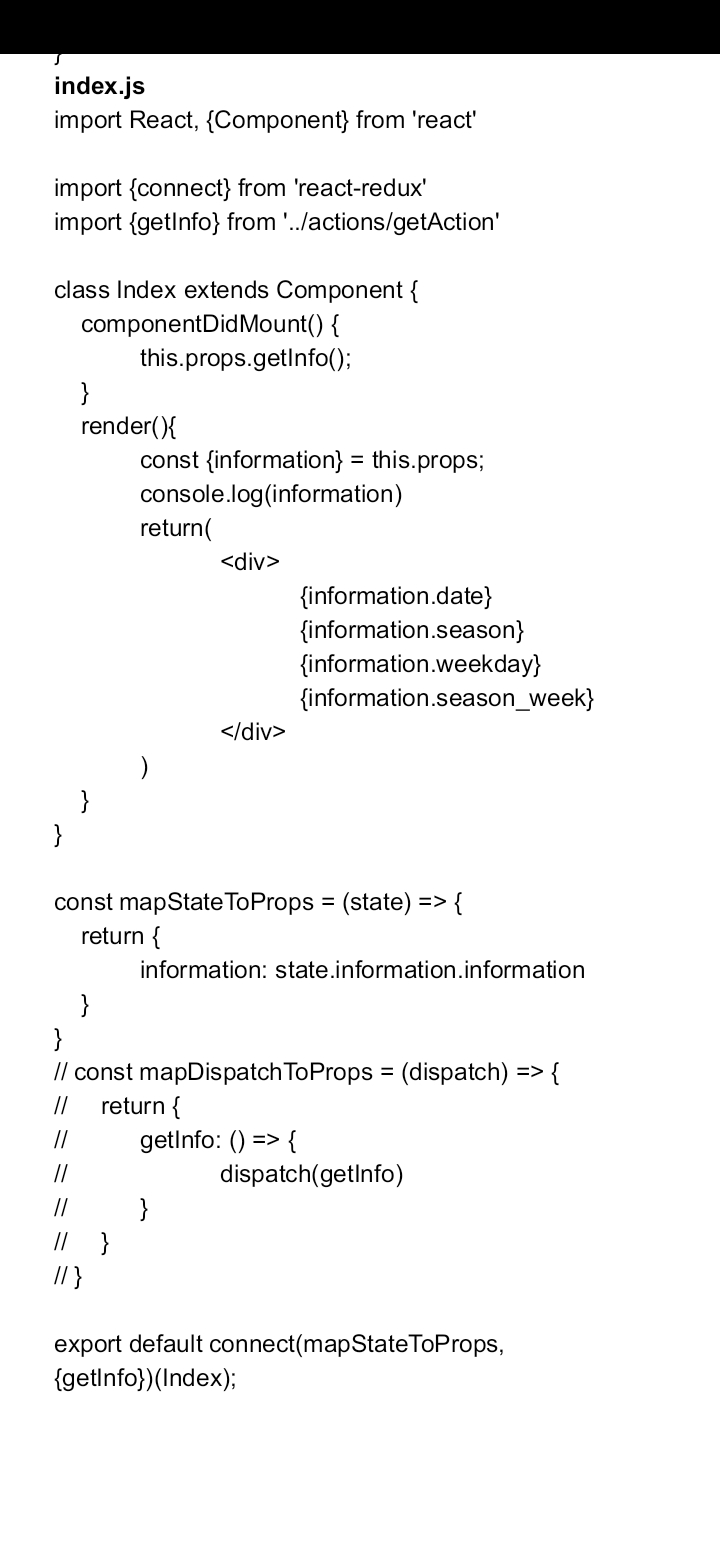 }
index.js
import React, {Component} from 'react'
import {connect} from 'react-redux'
import {getInfo} from '../actions/getAction'
class Index extends Component {
componentDidMount() {
this.props.getInfo();
}
render(){
const {information} = this.props;
console.log(information)
return(
<div>
{information.date}
{information.season}
{information.weekday}
{information.season_week}
</div>
)
}
}
const mapStateToProps = (state) => {
return {
information: state.information.information
}
}
// const mapDispatchToProps = (dispatch) => {
// return {
// getInfo: () => {
// dispatch(getInfo)
// }
// }
// }
export default connect(mapStateToProps,
{getInfo})(Index);